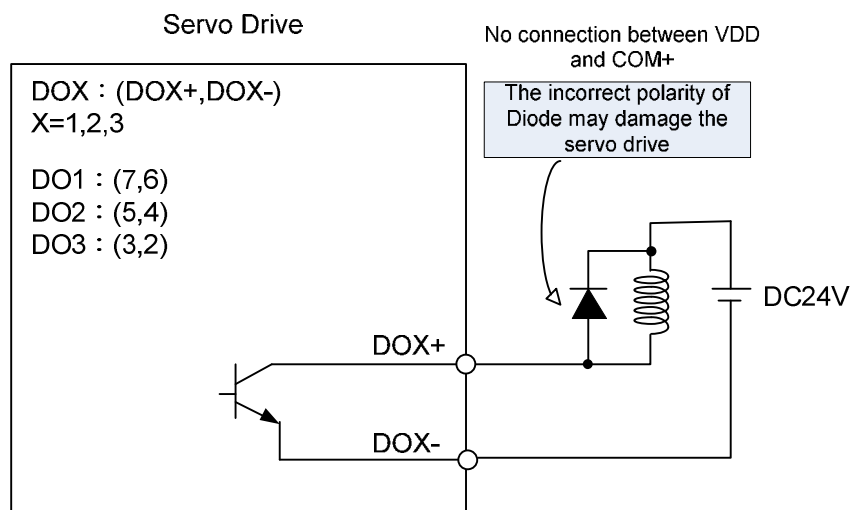 Servo Drive
No connection between VDD
and COM+
The incorrect polarity of
Diode may damage the
servo drive
DOX : (DOX+,DOX-)
X=1,2,3
DO1 : (7,6)
DO2 : (5,4)
DO3 : (3,2)
DC24V
DOX+
DOX-